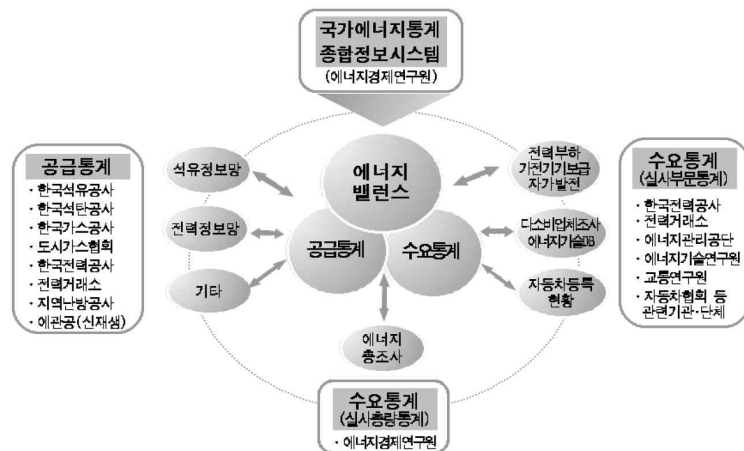 국가에너지통계
종합정보시스템
(에너지경제연구원)
공급통계
· 한국석유공사
· 한국석탄공사
· 한국가스공사
· 도시가스협회
· 한국전력공사
· 전력거래소
· 지역난방공사
· 에관공(신재생)
석유정보망
전력정보망
기타
에너지
밸런스
공급통계
수요통계
에너지
총조사
전력부하
가전기기보급
자가발전
다소비업체조사
에너지기술DB
자동차등록
현황
수요통계
(실사부문통계)
· 한국전력공사
· 전력거래소
· 에너지관리공단
· 에너지기술연구원
· 교통연구원
· 자동차협회 등
관련기관·단체
수요통계
(실사총량통계)
· 에너지경제연구원